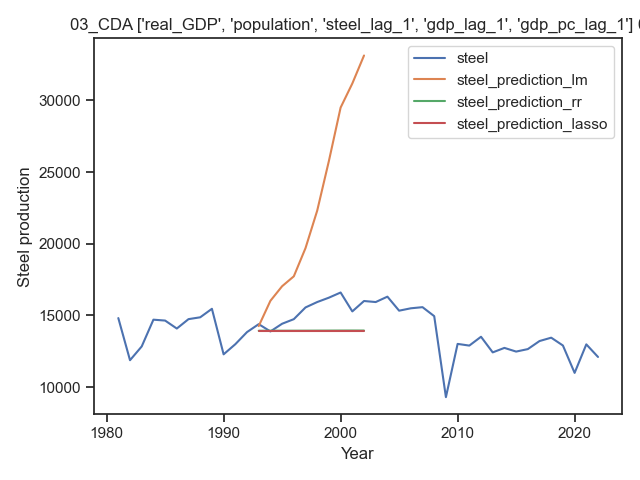 03_CDA ['real_GDP', 'population', 'steel_lag_1', 'gdp_lag_1', 'gdp_pc_lag_1']
steel
steel_prediction_lm
steel_prediction_rr
steel_prediction_lasso
Steel production
30000
25000
20000
15000
10000
1980
1990
2000
2010
2020
Year